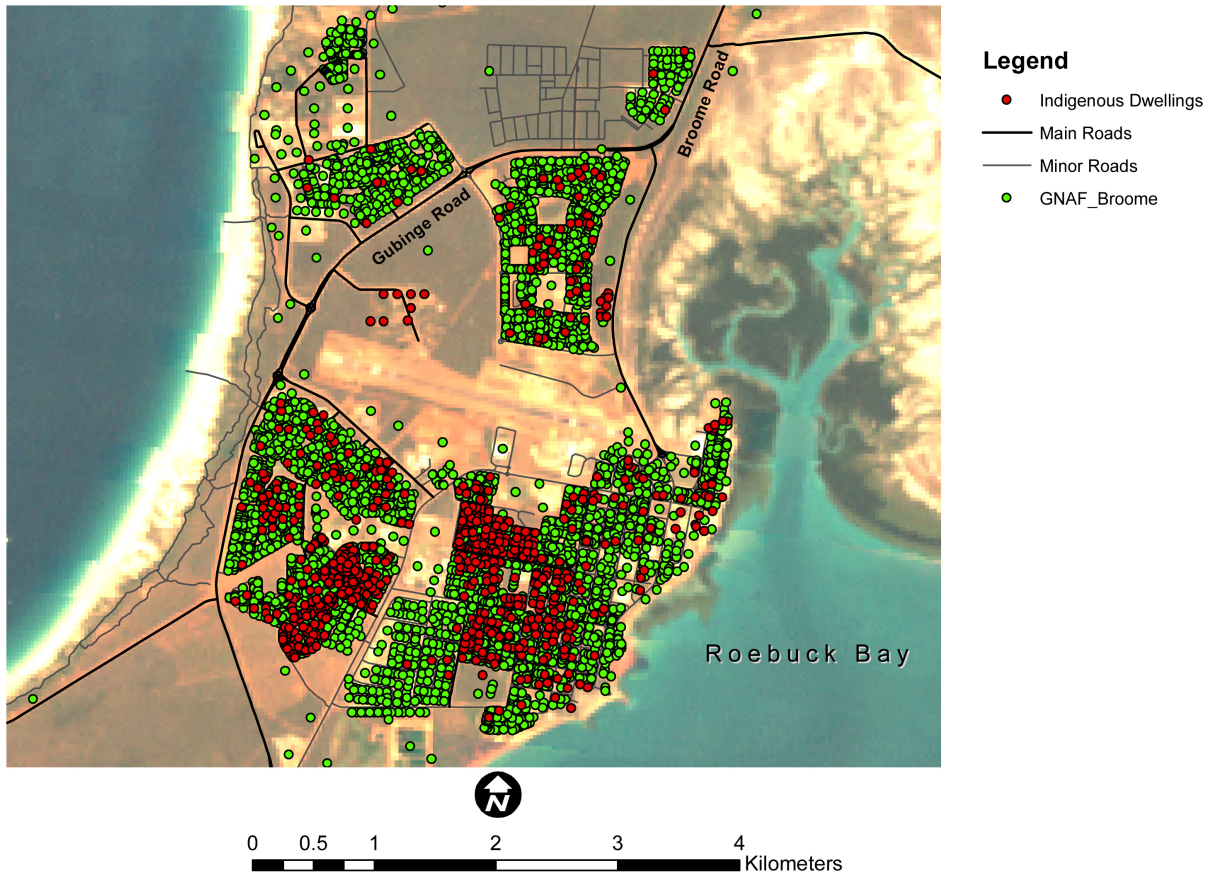 Legend
Indigenous Dwellings
Main Roads
Minor Roads
GNAF_Broome
Broome Road
Gubinge Road
Roebuck Bay
N
0 0.5 1 2 3 4
Kilometers